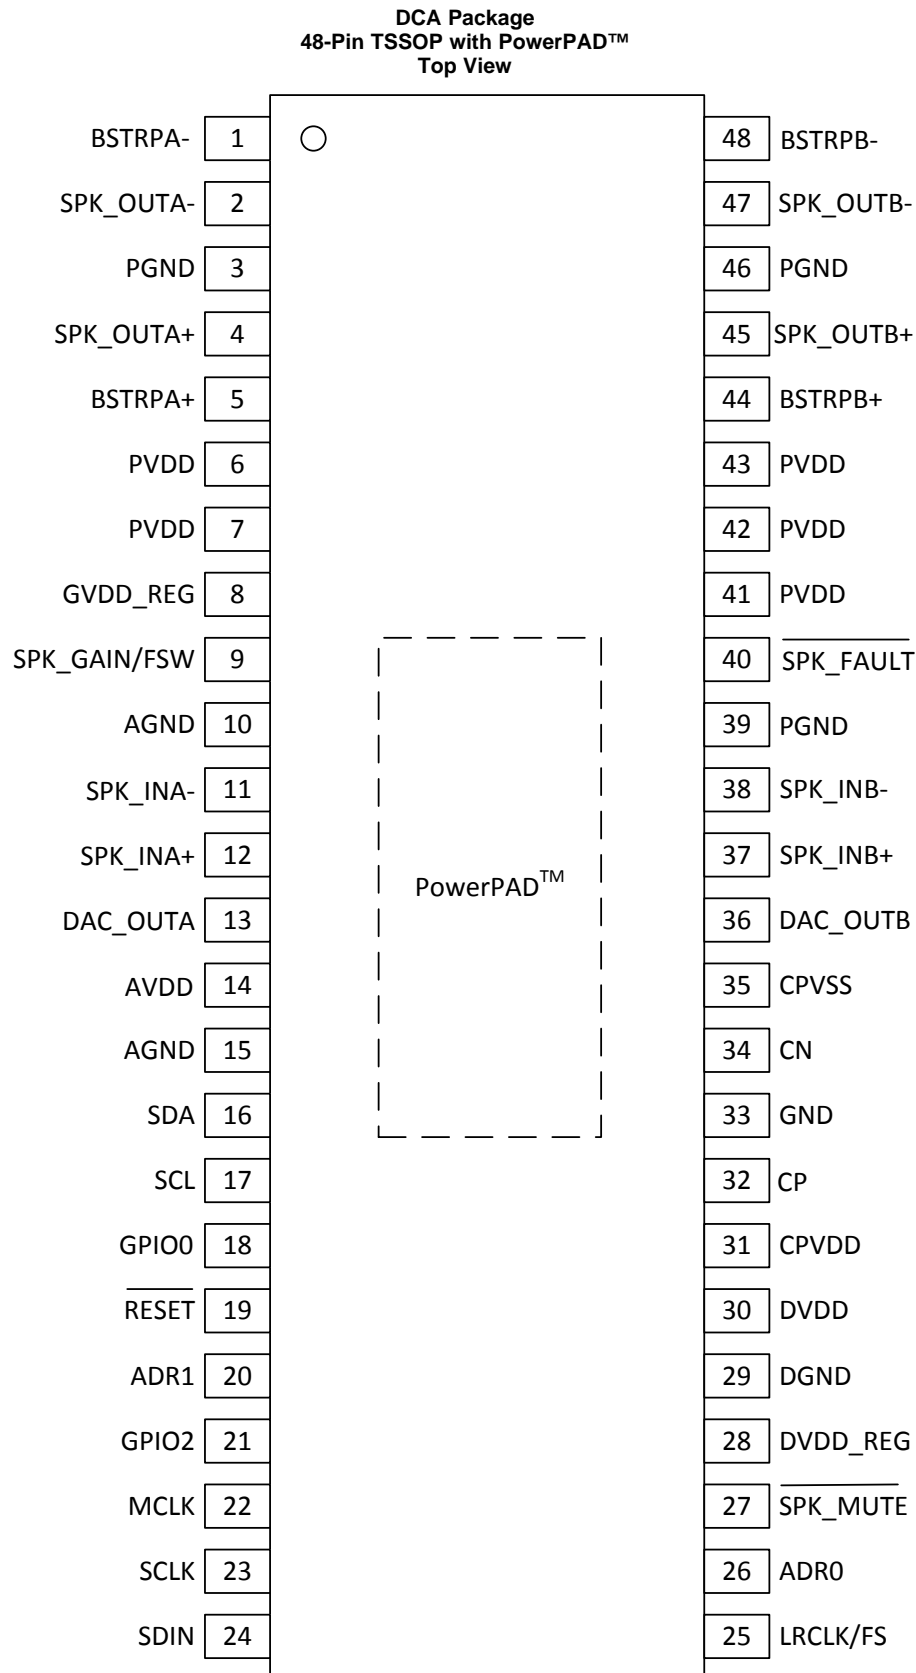 DCA Package
48-Pin TSSOP with PowerPAD™
Top View
BSTRPA- 1 48 BSTRPB-
SPK_OUTA- 2 47 SPK_OUTB-
PGND 3 46 PGND
SPK_OUTA+ 4 45 SPK_OUTB+
BSTRPA+ 5 44 BSTRPB+
PVDD 6 43 PVDD
PVDD 7 42 PVDD
GVDD_REG 8 41 PVDD
SPK_GAIN/FSW 9 40 SPK_FAULT
AGND 10 39 PGND
SPK_INA- 11 38 SPK_INB-
SPK_INA+ 12 37 SPK_INB+
PowerPAD™
DAC_OUTA 13 36 DAC_OUTB
AVDD 14 35 CPVSS
AGND 15 34 CN
SDA 16 33 GND
SCL 17 32 CP
GPIO0 18 31 CPVDD
RESET 19 30 DVDD
ADR1 20 29 DGND
GPIO2 21 28 DVDD_REG
MCLK 22 27 SPK_MUTE
SCLK 23 26 ADR0
SDIN 24 25 LRCLK/FS